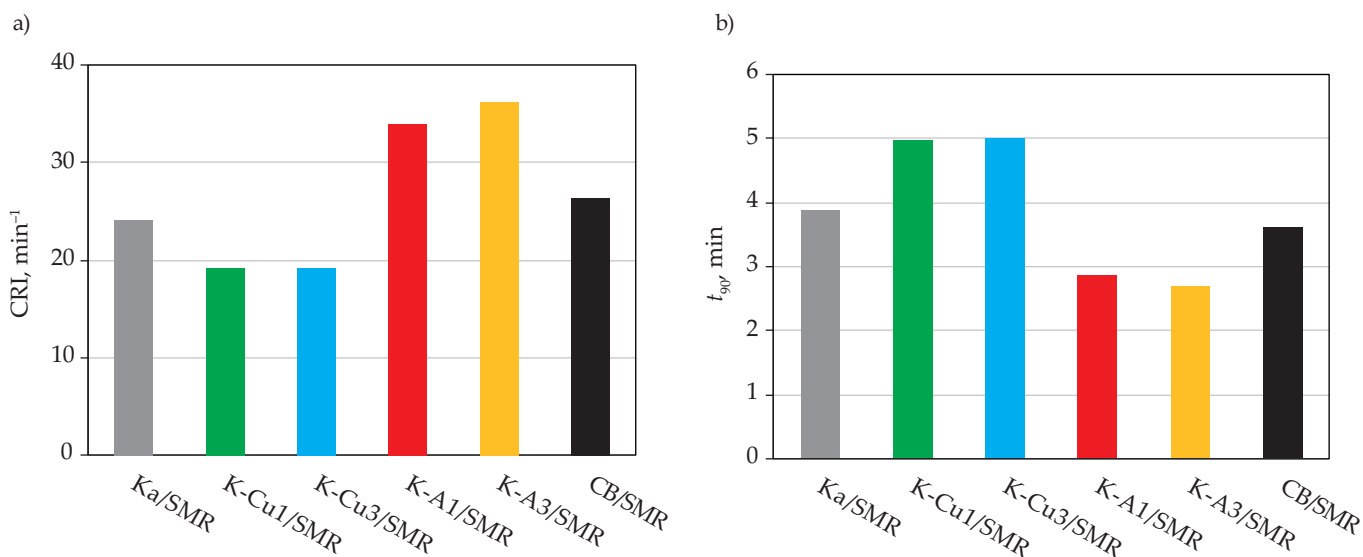 a)
CRI, min⁻¹
40
30
20
10
0
Ka/SMR
K-Cu1/SMR
K-Cu3/SMR
K-A1/SMR
K-A3/SMR
CB/SMR
b)
t₉₀, min
6
5
4
3
2
1
0
Ka/SMR
K-Cu1/SMR
K-Cu3/SMR
K-A1/SMR
K-A3/SMR
CB/SMR